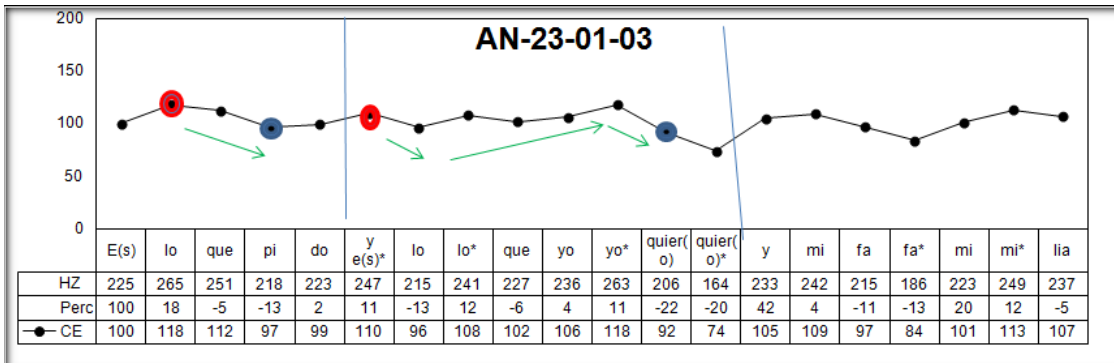 AN-23-01-03
200
150
100
50
0
E(s) lo que pi do y e(s)* lo lo* que yo yo* quier(o) quier(o)* y mi fa fa* mi mi* lia
HZ 225 265 251 218 223 247 215 241 227 236 263 206 164 233 242 215 186 223 249 237
Perc 100 18 -5 -13 2 11 -13 12 -6 4 11 -22 -20 42 4 -11 -13 20 12 -5
CE 100 118 112 97 99 110 96 108 102 106 118 92 74 105 109 97 84 101 113 107